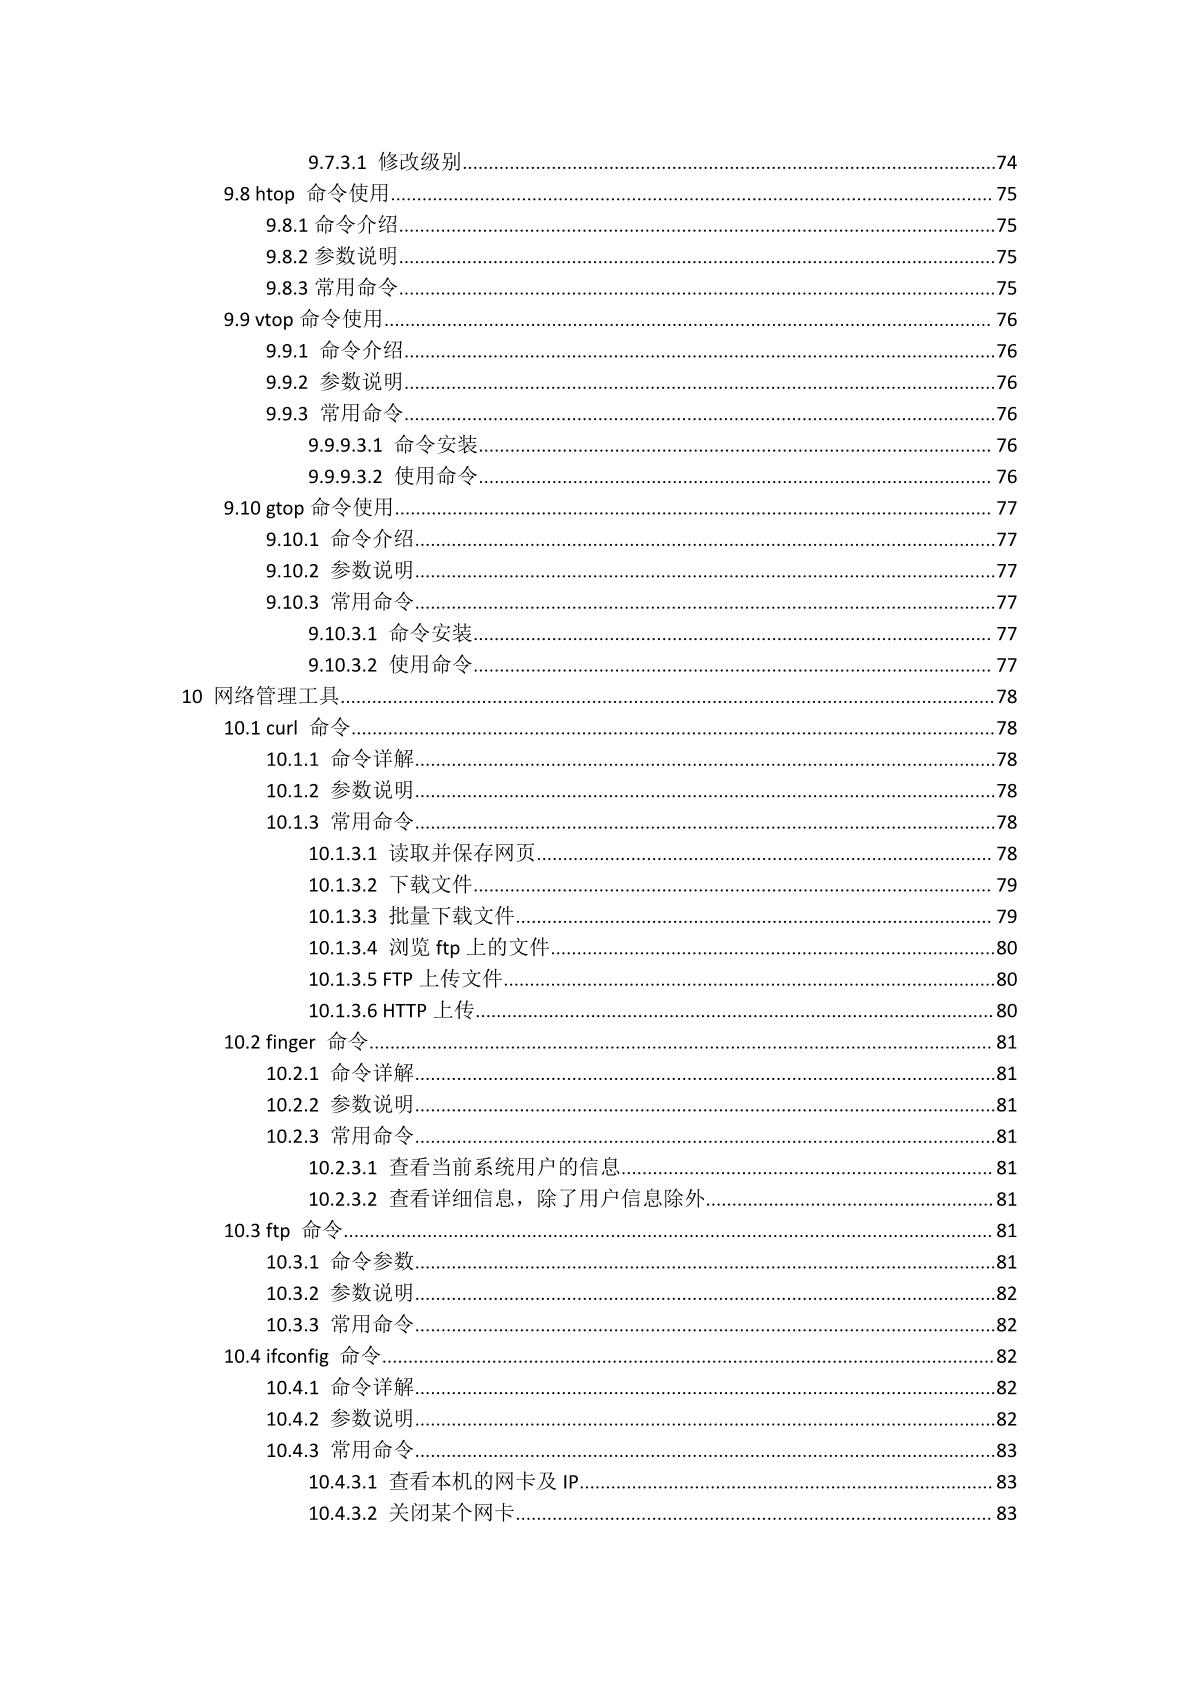 9.7.3.1 修改级别........................................74
9.8 htop 命令使用........................................75
9.8.1 命令介绍........................................75
9.8.2 参数说明........................................75
9.8.3 常用命令........................................75
9.9 vtop 命令使用........................................76
9.9.1 命令介绍........................................76
9.9.2 参数说明........................................76
9.9.3 常用命令........................................76
9.9.9.3.1 命令安装........................................76
9.9.9.3.2 使用命令........................................76
9.10 gtop 命令使用........................................77
9.10.1 命令介绍........................................77
9.10.2 参数说明........................................77
9.10.3 常用命令........................................77
9.10.3.1 命令安装........................................77
9.10.3.2 使用命令........................................77
10 网络管理工具........................................78
10.1 curl 命令........................................78
10.1.1 命令详解........................................78
10.1.2 参数说明........................................78
10.1.3 常用命令........................................78
10.1.3.1 读取并保存网页........................................78
10.1.3.2 下载文件........................................79
10.1.3.3 批量下载文件........................................79
10.1.3.4 浏览 ftp 上的文件........................................80
10.1.3.5 FTP 上传文件........................................80
10.1.3.6 HTTP 上传........................................80
10.2 finger 命令........................................81
10.2.1 命令详解........................................81
10.2.2 参数说明........................................81
10.2.3 常用命令........................................81
10.2.3.1 查看当前系统用户的信息........................................81
10.2.3.2 查看详细信息，除了用户信息除外........................................81
10.3 ftp 命令........................................81
10.3.1 命令参数........................................81
10.3.2 参数说明........................................82
10.3.3 常用命令........................................82
10.4 ifconfig 命令........................................82
10.4.1 命令详解........................................82
10.4.2 参数说明........................................82
10.4.3 常用命令........................................83
10.4.3.1 查看本机的网卡及 IP........................................83
10.4.3.2 关闭某个网卡........................................83